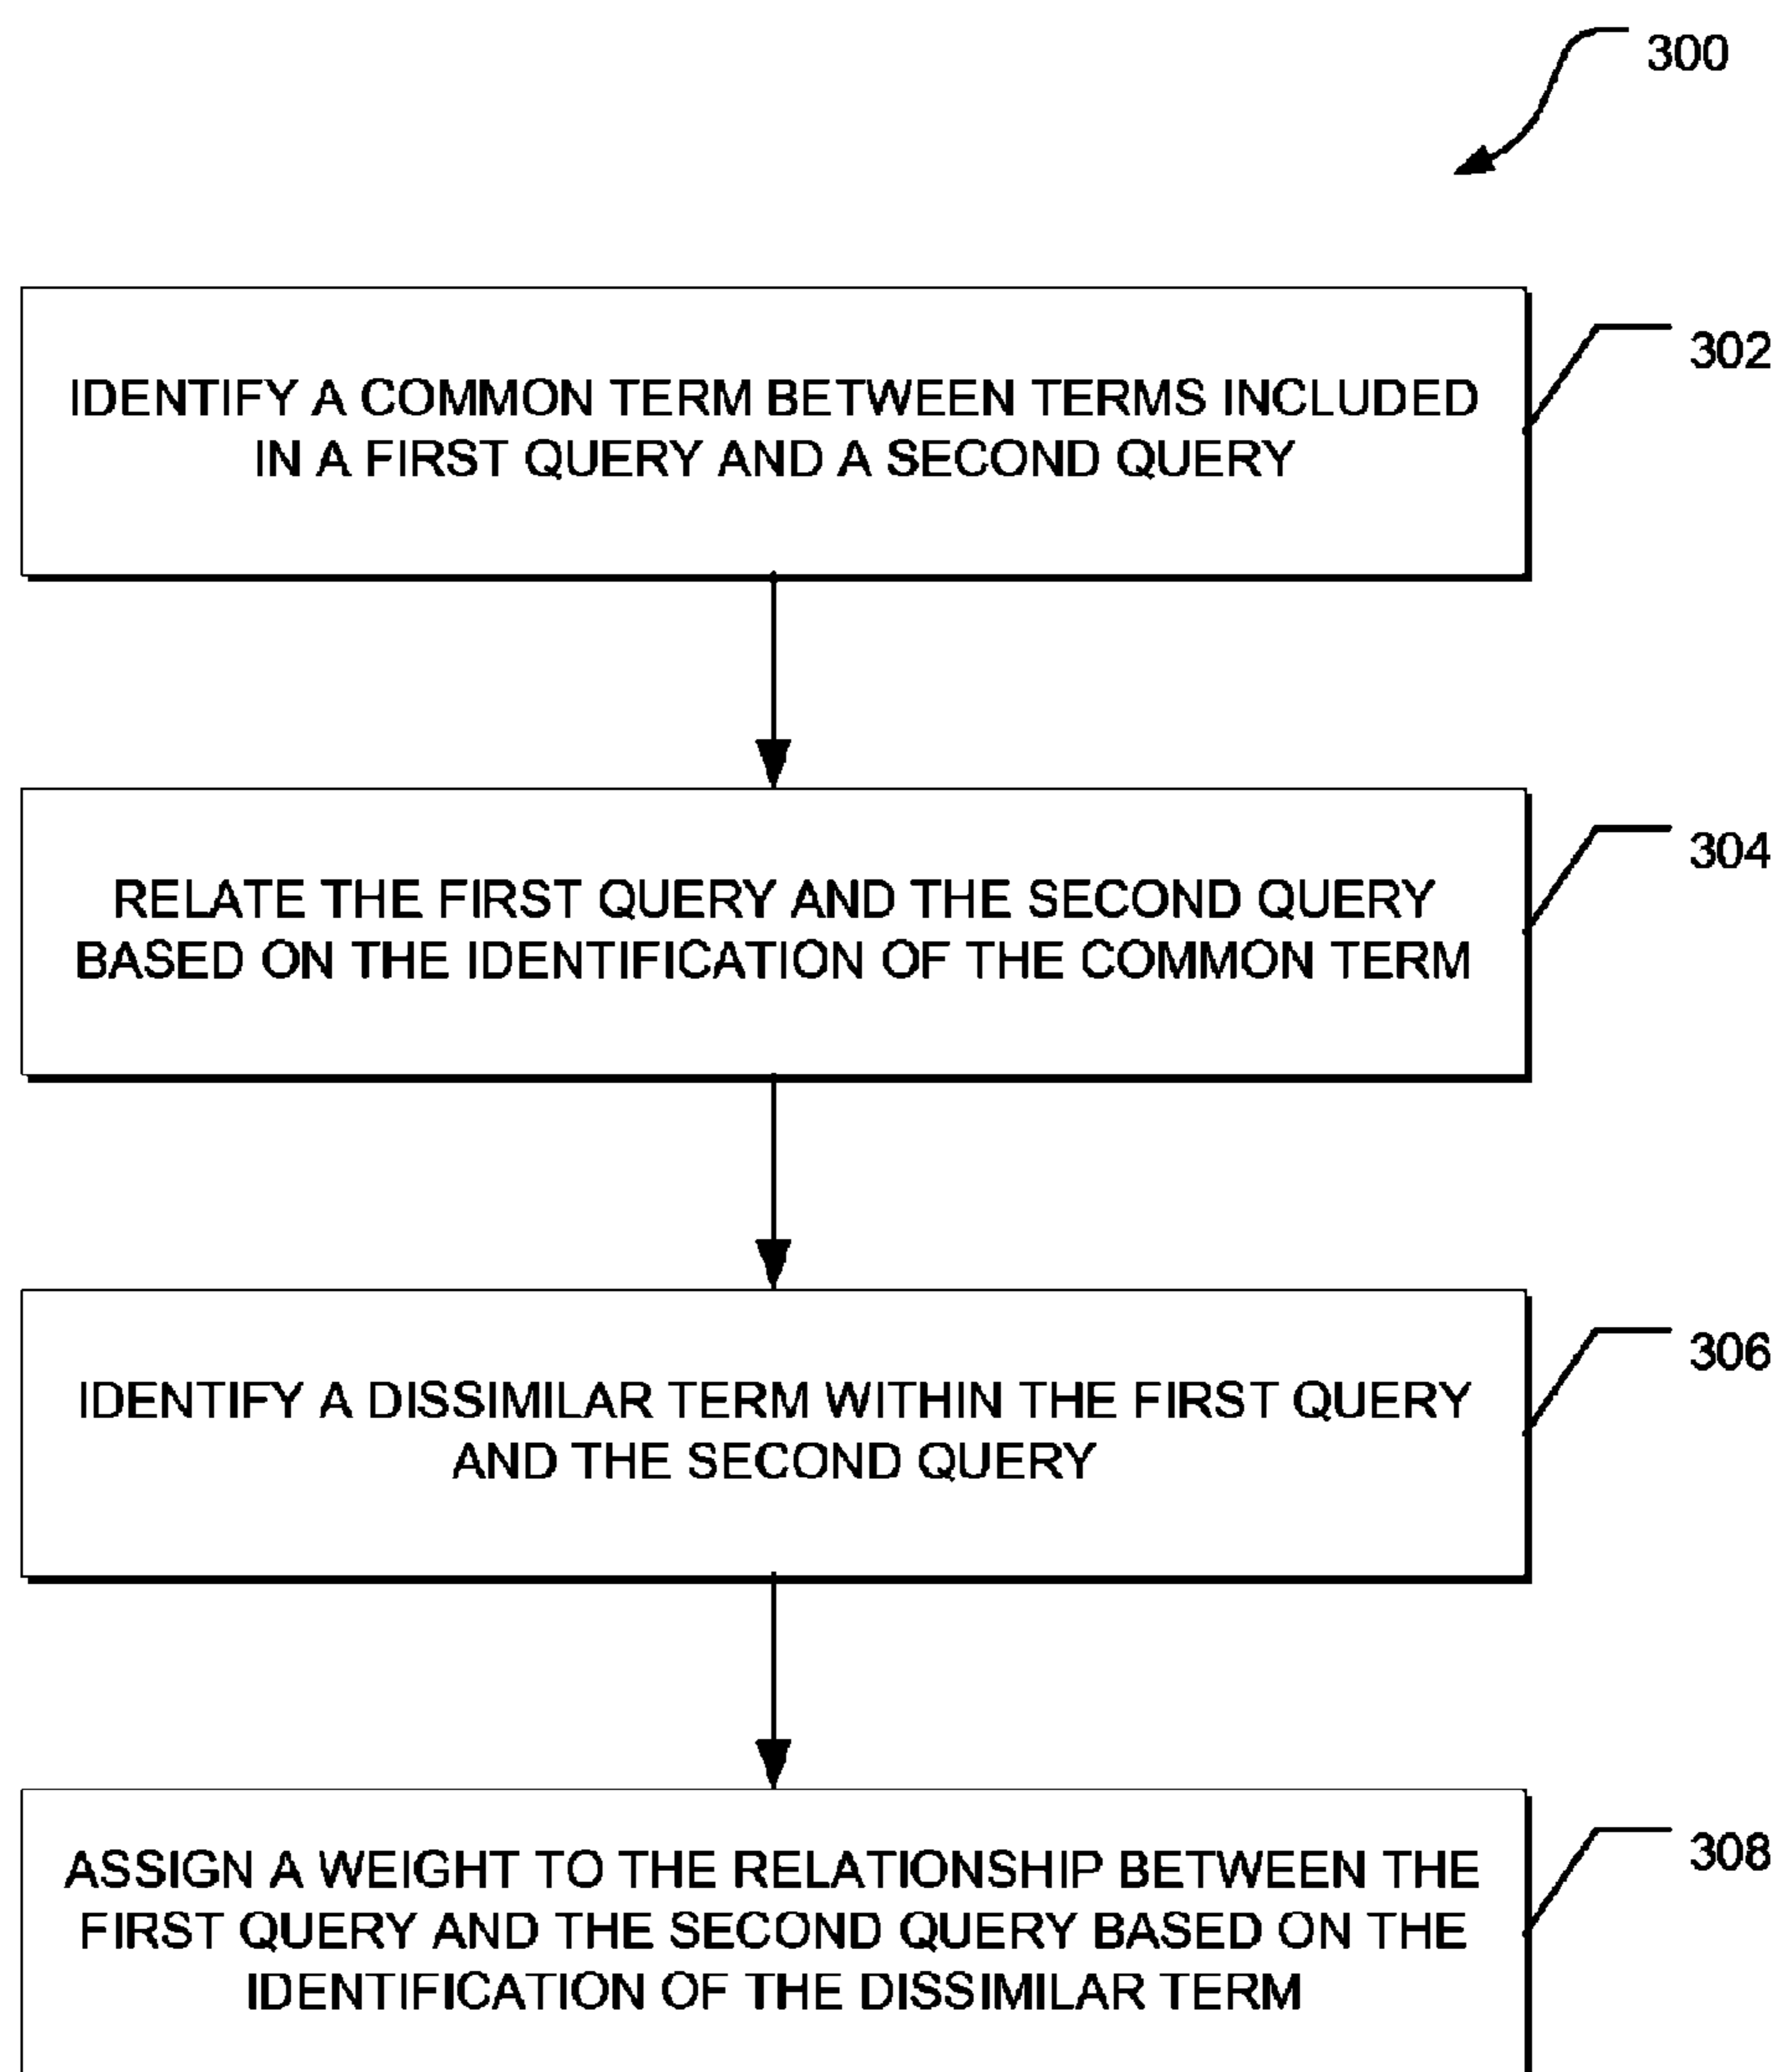 300
302
IDENTIFY A COMMON TERM BETWEEN TERMS INCLUDED
IN A FIRST QUERY AND A SECOND QUERY
304
RELATE THE FIRST QUERY AND THE SECOND QUERY
BASED ON THE IDENTIFICATION OF THE COMMON TERM
306
IDENTIFY A DISSIMILAR TERM WITHIN THE FIRST QUERY
AND THE SECOND QUERY
308
ASSIGN A WEIGHT TO THE RELATIONSHIP BETWEEN THE
FIRST QUERY AND THE SECOND QUERY BASED ON THE
IDENTIFICATION OF THE DISSIMILAR TERM